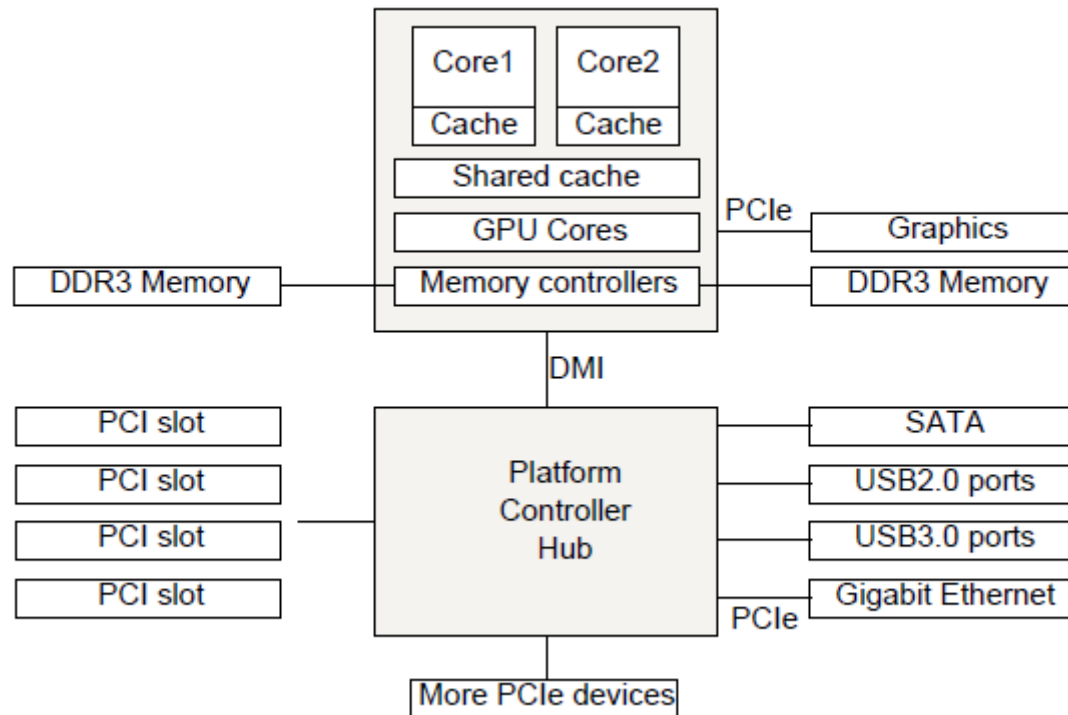 Core1
Core2
Cache
Cache
Shared cache
GPU Cores
PCIe
Graphics
DDR3 Memory
Memory controllers
DDR3 Memory
DMI
PCI slot
PCI slot
PCI slot
PCI slot
Platform
Controller
Hub
SATA
USB2.0 ports
USB3.0 ports
Gigabit Ethernet
PCIe
More PCIe devices